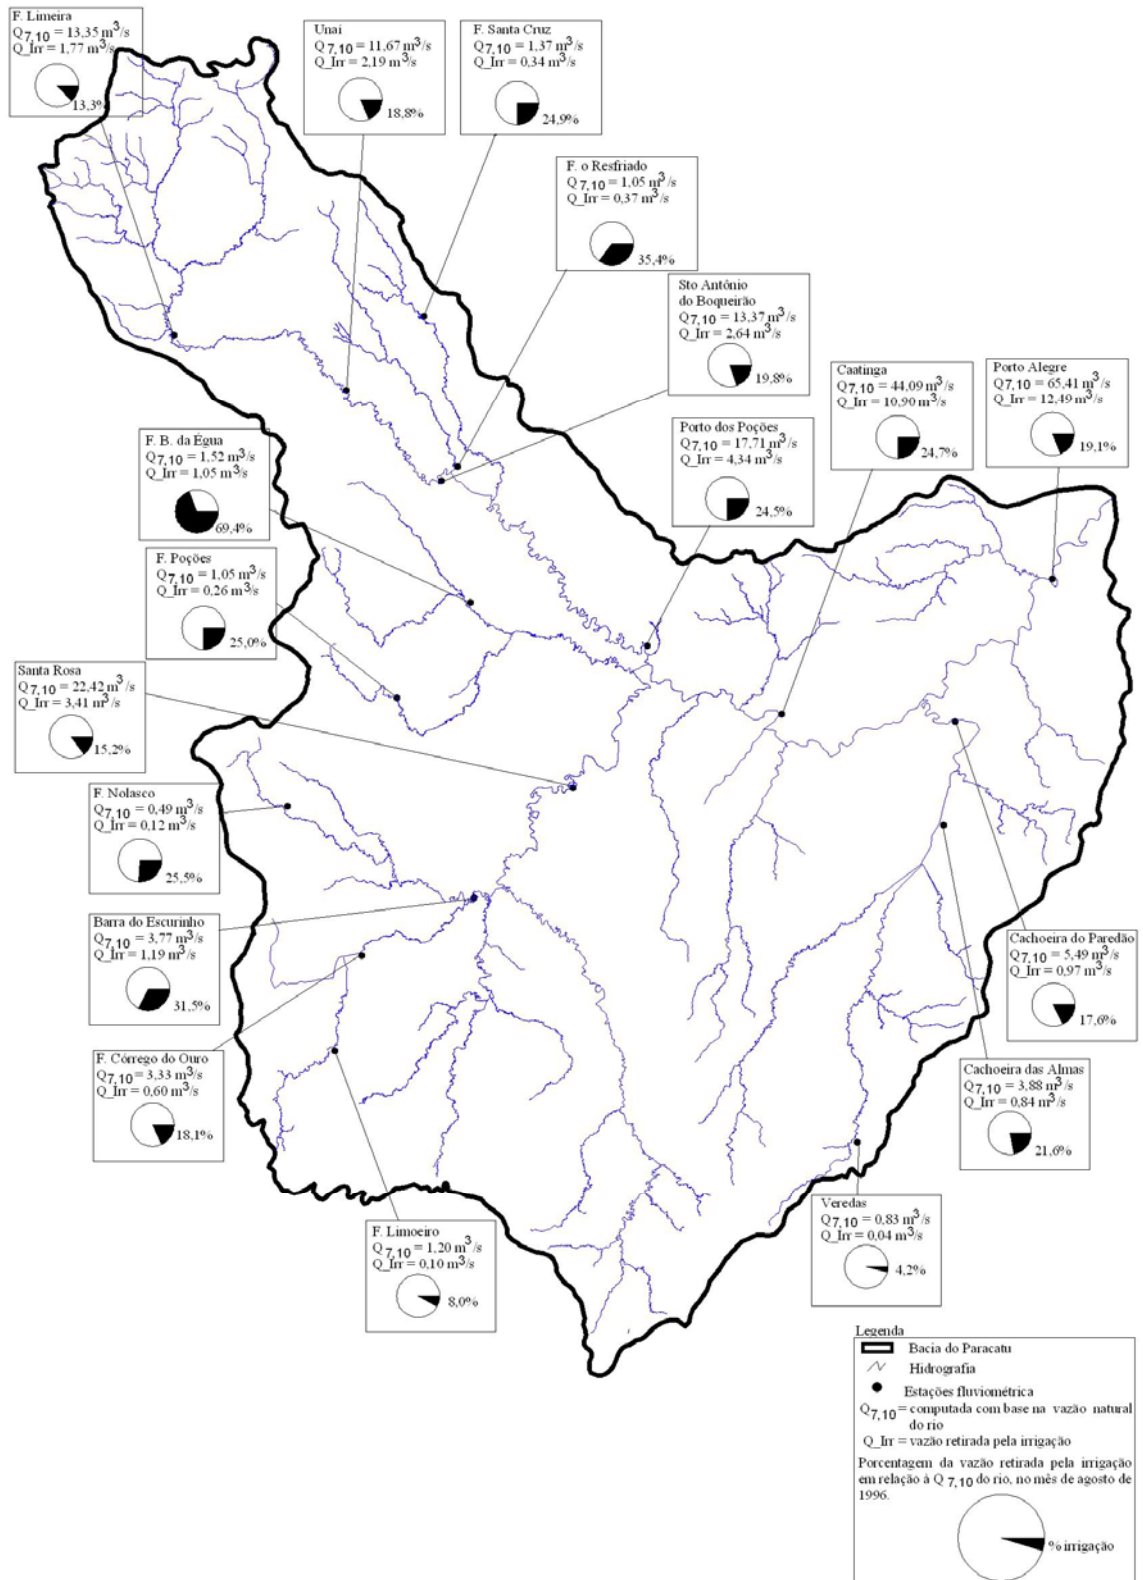 F. Limeira
Q7,10 = 13,35 m³/s
Q_Irr = 1,77 m³/s
13,3%
Unaí
Q7,10 = 11,67 m³/s
Q_Irr = 2,19 m³/s
18,8%
F. Santa Cruz
Q7,10 = 1,37 m³/s
Q_Irr = 0,34 m³/s
24,9%
F. o Resfriado
Q7,10 = 1,05 m³/s
Q_Irr = 0,37 m³/s
35,4%
Sto Antônio
do Boqueirão
Q7,10 = 13,37 m³/s
Q_Irr = 2,64 m³/s
19,8%
Caatinga
Q7,10 = 44,09 m³/s
Q_Irr = 10,90 m³/s
24,7%
Porto Alegre
Q7,10 = 65,41 m³/s
Q_Irr = 12,49 m³/s
19,1%
Porto dos Poções
Q7,10 = 17,71 m³/s
Q_Irr = 4,34 m³/s
24,5%
F. B. da Égua
Q7,10 = 1,52 m³/s
Q_Irr = 1,05 m³/s
69,4%
F. Poções
Q7,10 = 1,05 m³/s
Q_Irr = 0,26 m³/s
25,0%
Santa Rosa
Q7,10 = 22,42 m³/s
Q_Irr = 3,41 m³/s
15,2%
F. Nolasco
Q7,10 = 0,49 m³/s
Q_Irr = 0,12 m³/s
25,5%
Barra do Escurinho
Q7,10 = 3,77 m³/s
Q_Irr = 1,19 m³/s
31,5%
F. Córrego do Ouro
Q7,10 = 3,33 m³/s
Q_Irr = 0,60 m³/s
18,1%
F. Limoeiro
Q7,10 = 1,20 m³/s
Q_Irr = 0,10 m³/s
8,0%
Cachoeira do Paredão
Q7,10 = 5,49 m³/s
Q_Irr = 0,97 m³/s
17,6%
Cachoeira das Almas
Q7,10 = 3,88 m³/s
Q_Irr = 0,84 m³/s
21,6%
Veredas
Q7,10 = 0,83 m³/s
Q_Irr = 0,04 m³/s
4,2%
Legenda
Bacia do Paracatu
Hidrografia
Estações fluviométrica
Q7,10 = computada com base na vazão natural
do rio
Q_Irr = vazão retirada pela irrigação
Porcentagem da vazão retirada pela irrigação
em relação à Q7,10 do rio, no mês de agosto de
1996.
% irrigação